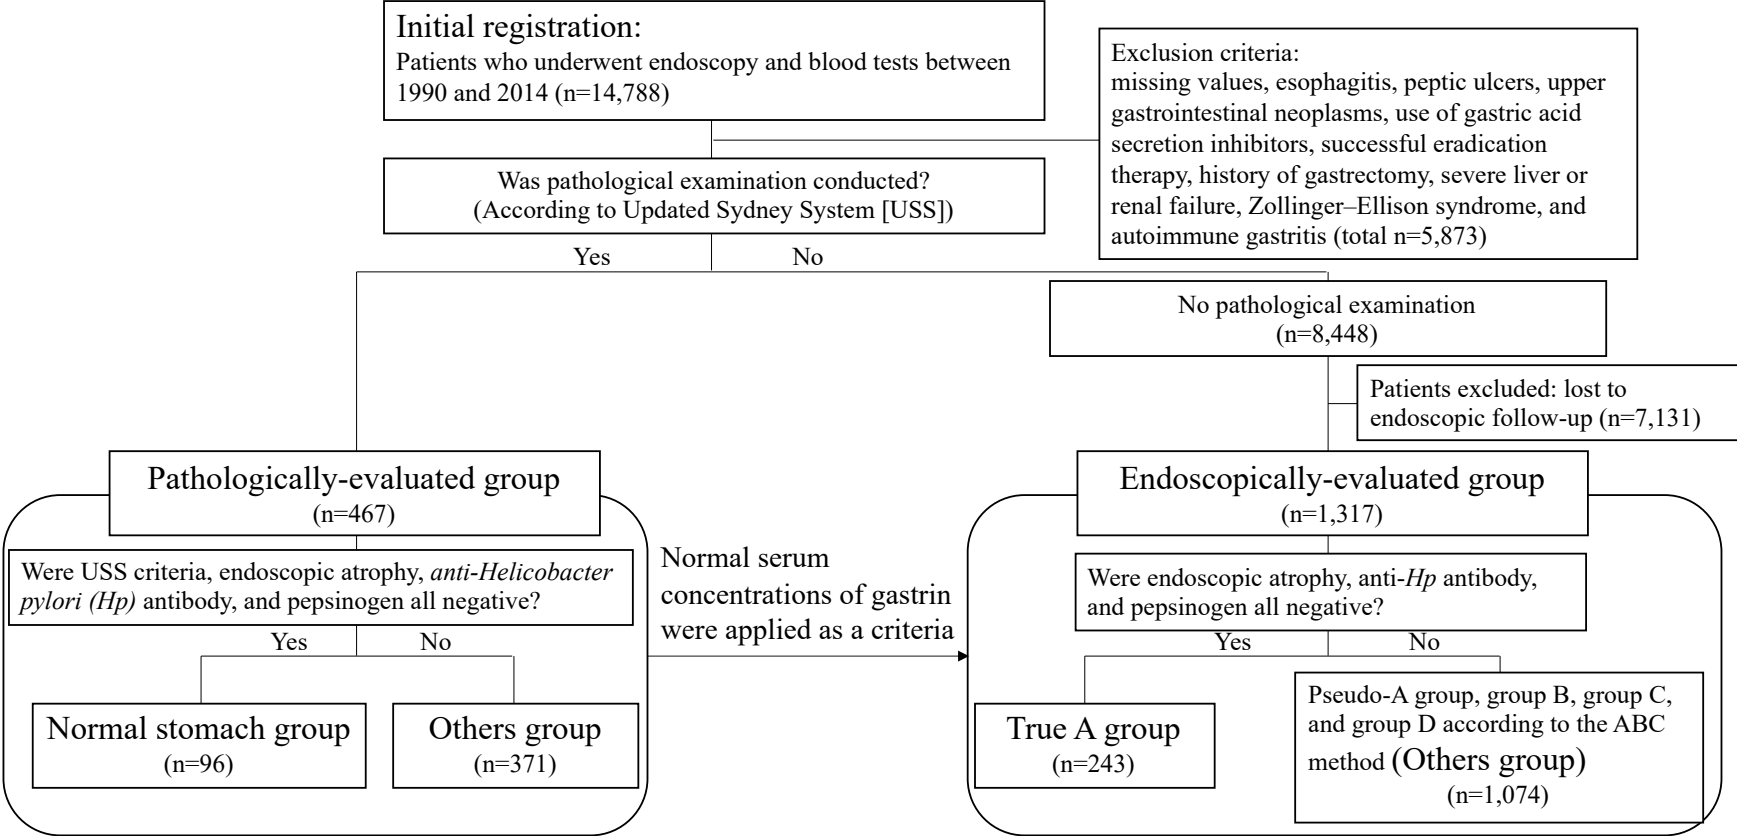 Initial registration:
Patients who underwent endoscopy and blood tests between
1990 and 2014 (n=14,788)
Exclusion criteria:
missing values, esophagitis, peptic ulcers, upper
gastrointestinal neoplasms, use of gastric acid
secretion inhibitors, successful eradication
therapy, history of gastrectomy, severe liver or
renal failure, Zollinger–Ellison syndrome, and
autoimmune gastritis (total n=5,873)
Was pathological examination conducted?
(According to Updated Sydney System [USS])
Yes
No
No pathological examination
(n=8,448)
Patients excluded: lost to
endoscopic follow-up (n=7,131)
Pathologically-evaluated group
(n=467)
Were USS criteria, endoscopic atrophy, anti-Helicobacter
pylori (Hp) antibody, and pepsinogen all negative?
Yes
No
Normal stomach group
(n=96)
Others group
(n=371)
Normal serum
concentrations of gastrin
were applied as a criteria
Endoscopically-evaluated group
(n=1,317)
Were endoscopic atrophy, anti-Hp antibody,
and pepsinogen all negative?
Yes
No
True A group
(n=243)
Pseudo-A group, group B, group C,
and group D according to the ABC
method (Others group)
(n=1,074)